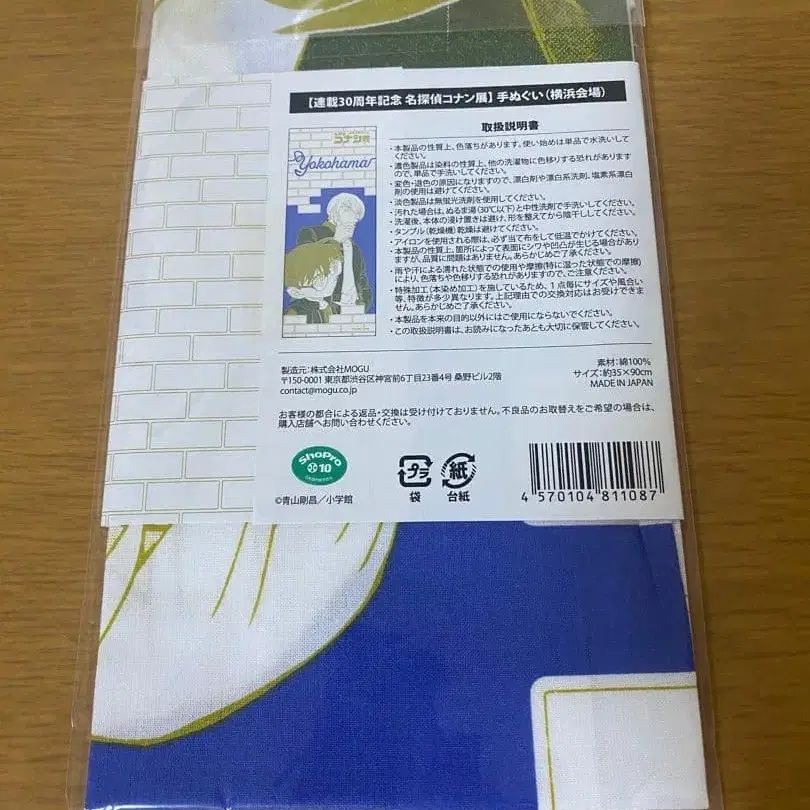 【連載30周年記念 名探偵コナン展】手ぬぐい（横浜会場）
取扱説明書
コナン展
Yokohama
・本製品の性質上、色落ちがあります。使い始めは単品で水洗いして
ください。
・濃色製品は染料の性質上、他の洗濯物に色移りする恐れがあります
ので、単品で手洗いしてください。
・変色・退色の原因になりますので、漂白剤や漂白系洗剤、塩素系漂白
剤の使用は避けてください。
・淡色製品は無蛍光洗剤を使用してください。
・汚れた場合は、ぬるま湯（30℃以下）と中性洗剤で手洗いしてください。
・洗濯後、本体の浸け置きは避け、形を整えてから陰干ししてください。
・タンブル（乾燥機）乾燥は避けてください。
・アイロンを使用される際は、必ず当て布をして低温でかけてください。
・本製品の性質上、箇所によって表面にシワや凹凸が生じる場合があり
ますが、品質に問題はありません。あらかじめご了承ください。
・雨や汗による濡れた状態での使用や摩擦（特に湿った状態での摩擦）
により、色落ちや色移りする恐れがありますので、ご注意ください。
・特殊加工（本染め加工）を施しているため、1点毎にサイズや風合い
等、特徴が多少異なります。上記理由での交換対応はお受けできま
せん。あらかじめご了承ください。
・本製品を本来の目的以外にはご使用にならないでください。
・この取扱説明書は、お読みになったあとも大切に保管してください。
製造元：株式会社MOGU
〒150-0001 東京都渋谷区神宮前6丁目23番4号 桑野ビル2階
contact@mogu.co.jp
素材：綿100%
サイズ：約35×90cm
MADE IN JAPAN
お客様の都合による返品・交換は受け付けておりません。不良品のお取替えをご希望の場合は、
購入店舗へお問い合わせください。
ShoPro
10
©青山剛昌／小学館
プラ
袋
紙
台紙
4 570104 811087